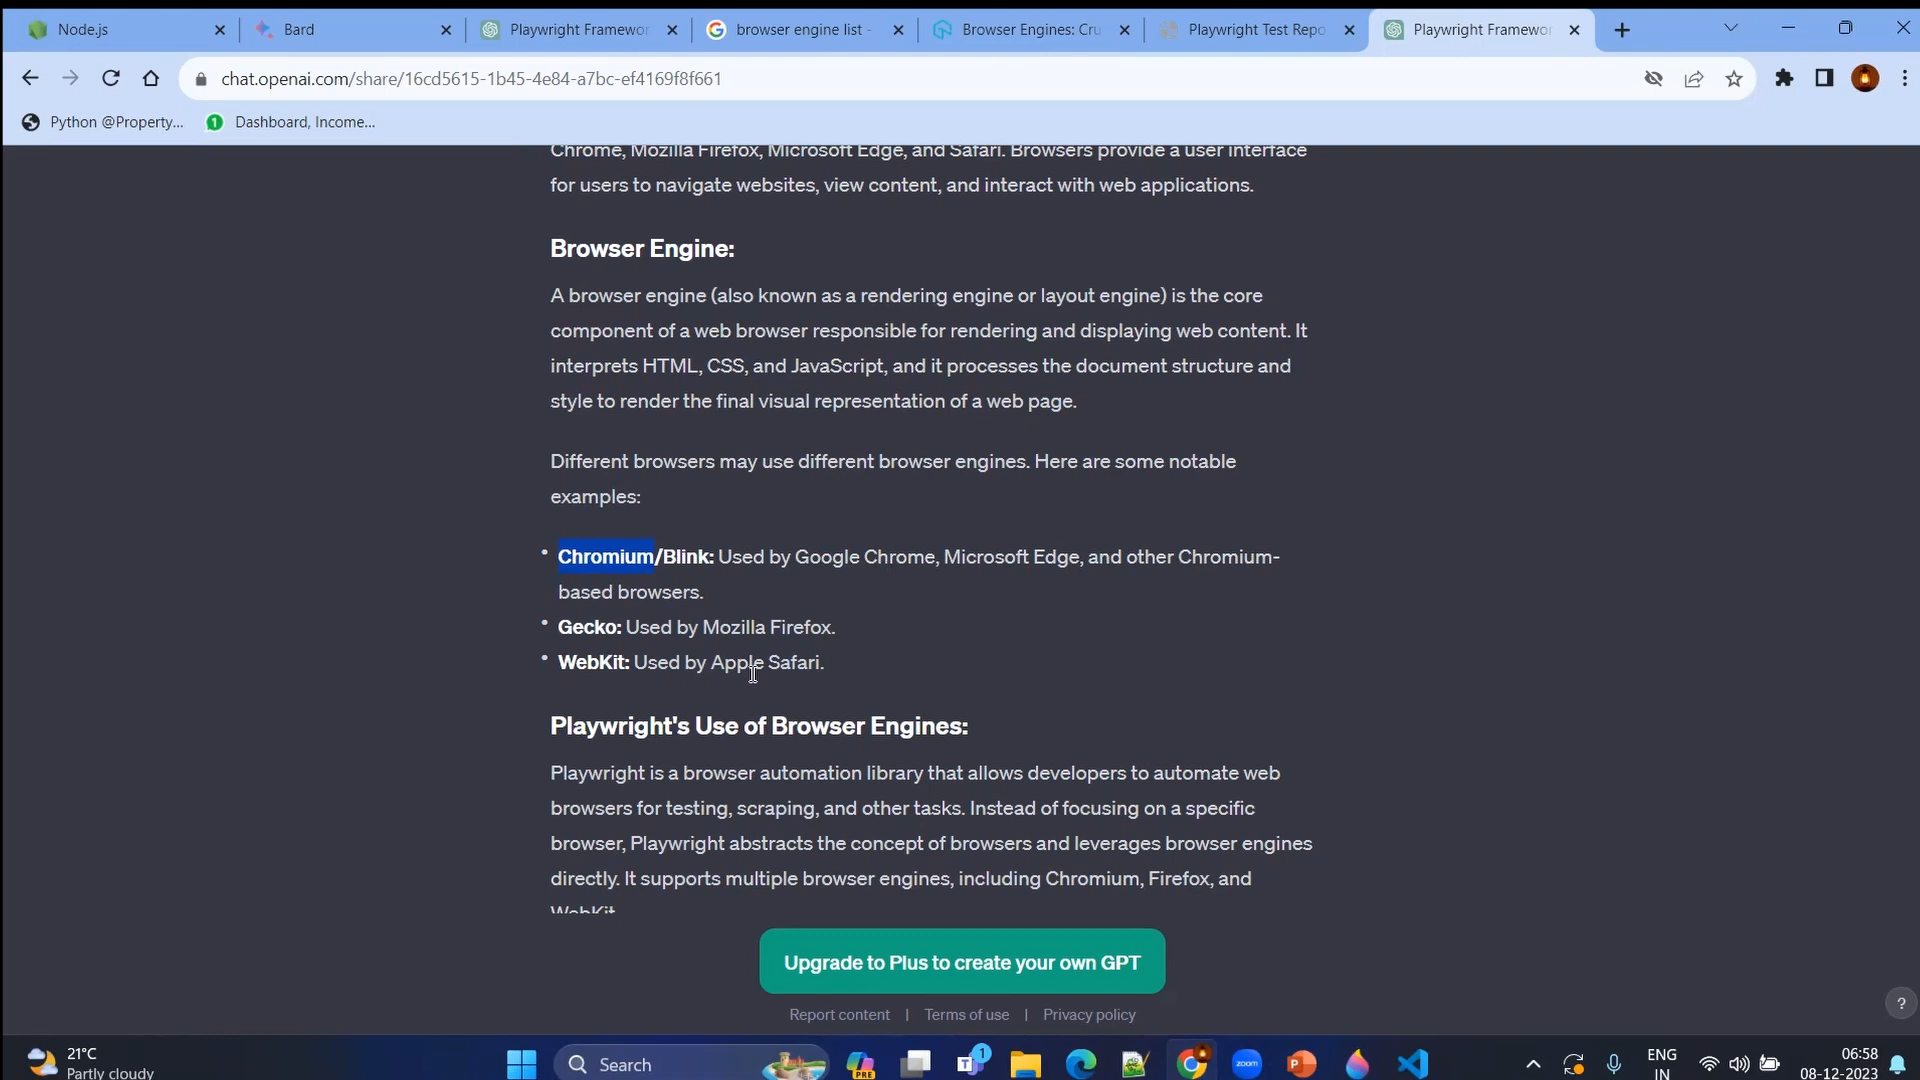 Node.js
Bard
Playwright Framewor
browser engine list -
Browser Engines: Cru
Playwright Test Repo
Playwright Framewor
chat.openai.com/share/16cd5615-1b45-4e84-a7bc-ef4169f8f661
Python @Property...
Dashboard, Income...
Chrome, Mozilla Firefox, Microsoft Edge, and Safari. Browsers provide a user interface
for users to navigate websites, view content, and interact with web applications.
Browser Engine:
A browser engine (also known as a rendering engine or layout engine) is the core
component of a web browser responsible for rendering and displaying web content. It
interprets HTML, CSS, and JavaScript, and it processes the document structure and
style to render the final visual representation of a web page.
Different browsers may use different browser engines. Here are some notable
examples:
• Chromium/Blink: Used by Google Chrome, Microsoft Edge, and other Chromium-
based browsers.
• Gecko: Used by Mozilla Firefox.
• WebKit: Used by Apple Safari.
Playwright's Use of Browser Engines:
Playwright is a browser automation library that allows developers to automate web
browsers for testing, scraping, and other tasks. Instead of focusing on a specific
browser, Playwright abstracts the concept of browsers and leverages browser engines
directly. It supports multiple browser engines, including Chromium, Firefox, and
WebKit.
Upgrade to Plus to create your own GPT
Report content | Terms of use | Privacy policy
?
21°C
Partly cloudy
Search
PRE
1
zoom
ENG
IN
06:58
08-12-2023